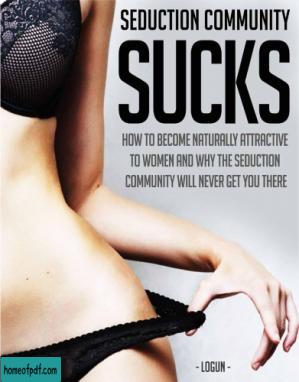 SEDUCTION COMMUNITY
SUCKS
HOW TO BECOME NATURALLY ATTRACTIVE
TO WOMEN AND WHY THE SEDUCTION
COMMUNITY WILL NEVER GET YOU THERE
- LOGUN -
homeofpdf.com